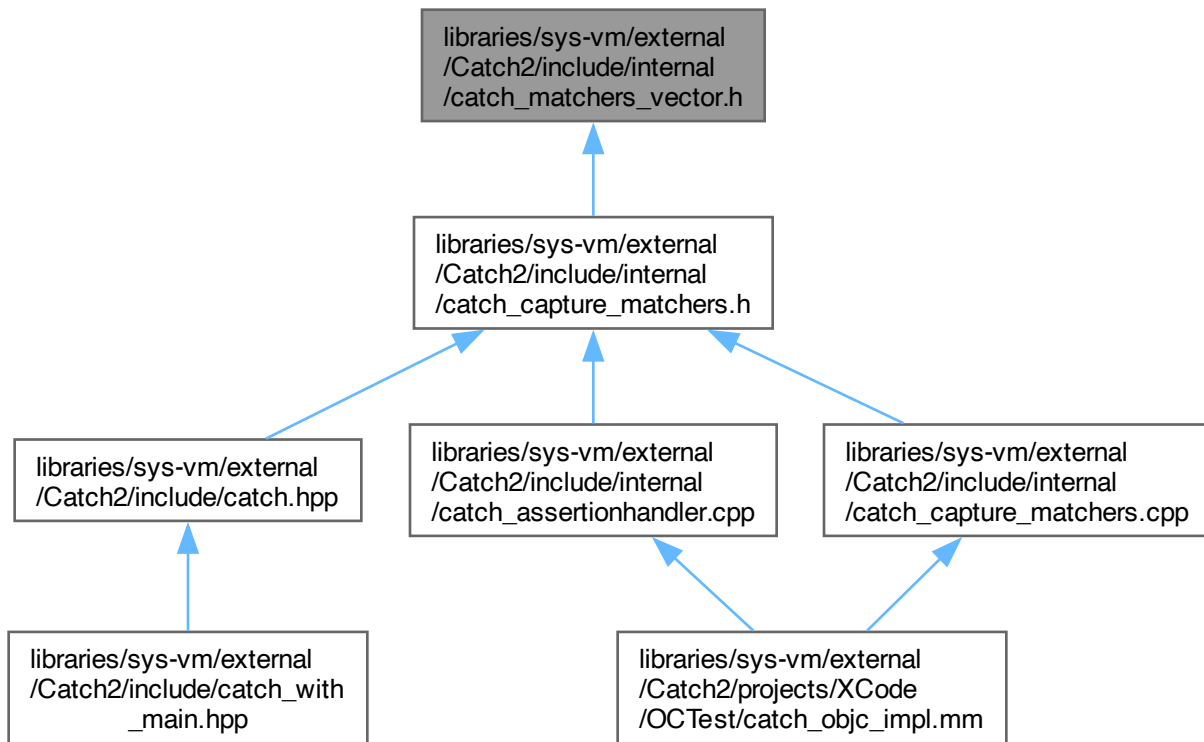 libraries/sys-vm/external
/Catch2/include/internal
/catch_matchers_vector.h
libraries/sys-vm/external
/Catch2/include/internal
/catch_capture_matchers.h
libraries/sys-vm/external
/Catch2/include/catch.hpp
libraries/sys-vm/external
/Catch2/include/internal
/catch_assertionhandler.cpp
libraries/sys-vm/external
/Catch2/include/internal
/catch_capture_matchers.cpp
libraries/sys-vm/external
/Catch2/include/catch_with
_main.hpp
libraries/sys-vm/external
/Catch2/projects/XCode
/OCTest/catch_objc_impl.mm